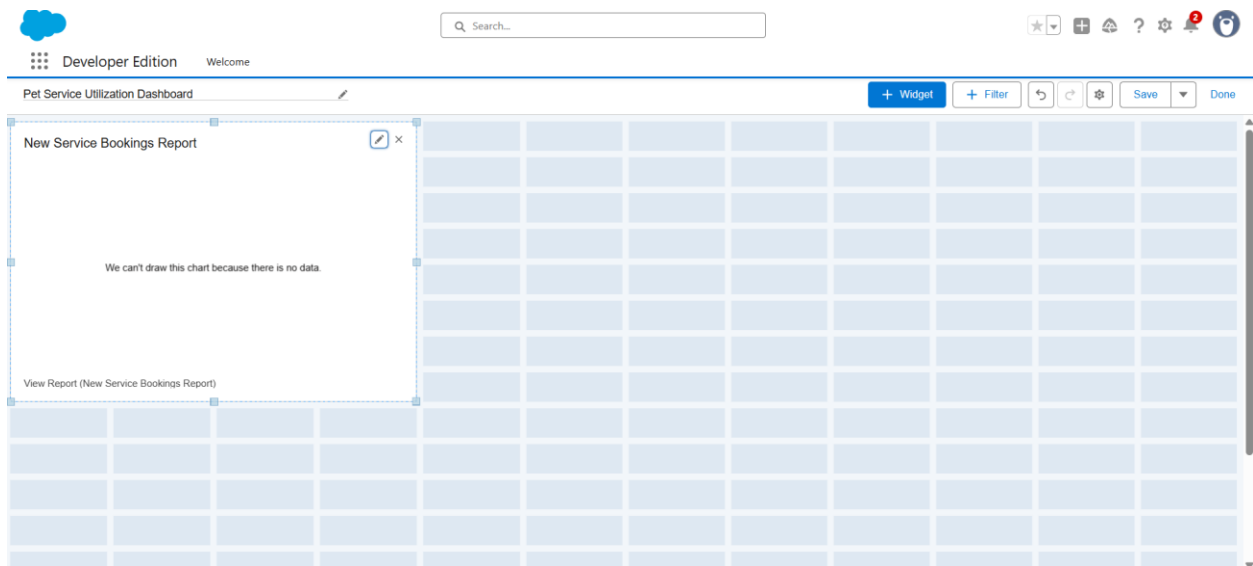 Search...
2
Developer Edition Welcome
Pet Service Utilization Dashboard
+ Widget + Filter Save Done
New Service Bookings Report
We can't draw this chart because there is no data.
View Report (New Service Bookings Report)